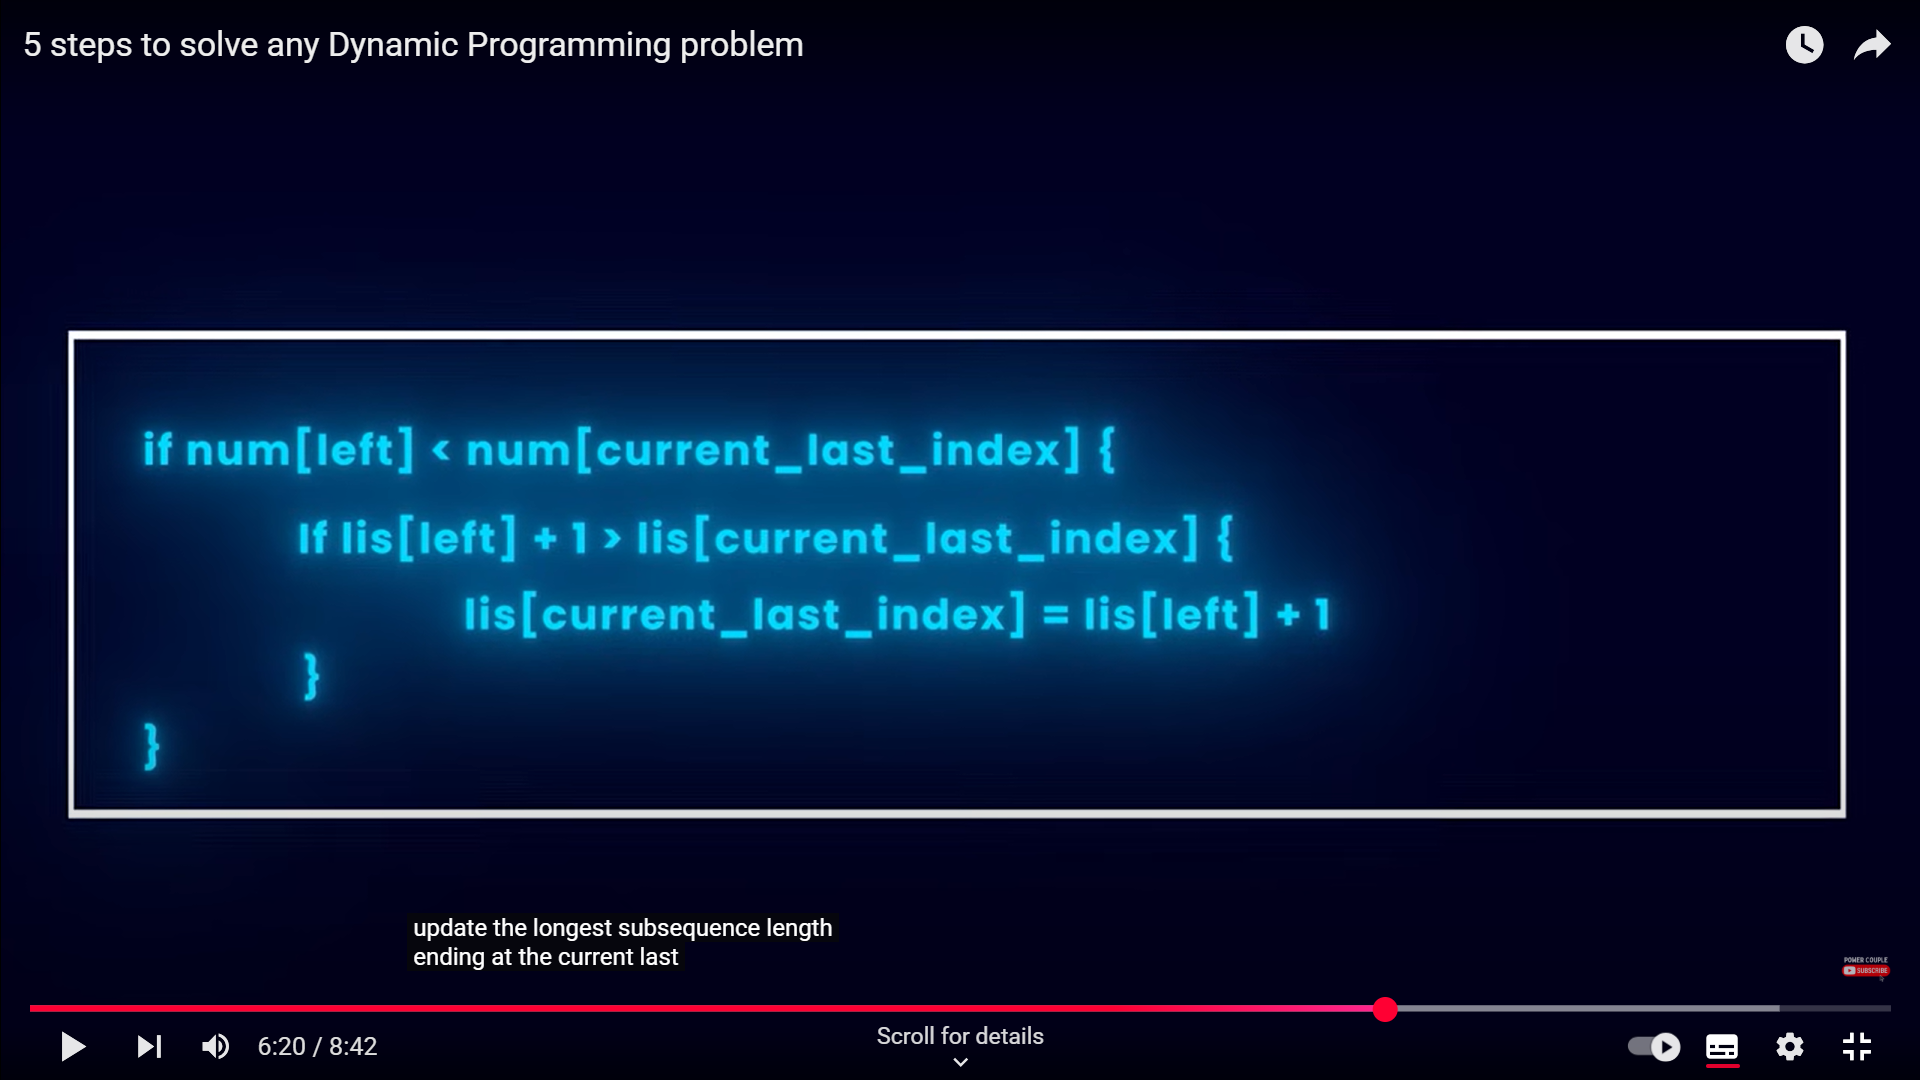 5 steps to solve any Dynamic Programming problem
if num[left] < num[current_last_index] {
If lis[left] + 1 > lis[current_last_index] {
lis[current_last_index] = lis[left] + 1
}
}
update the longest subsequence length
ending at the current last
POWER COUPLE
SUBSCRIBE
6:20 / 8:42
Scroll for details